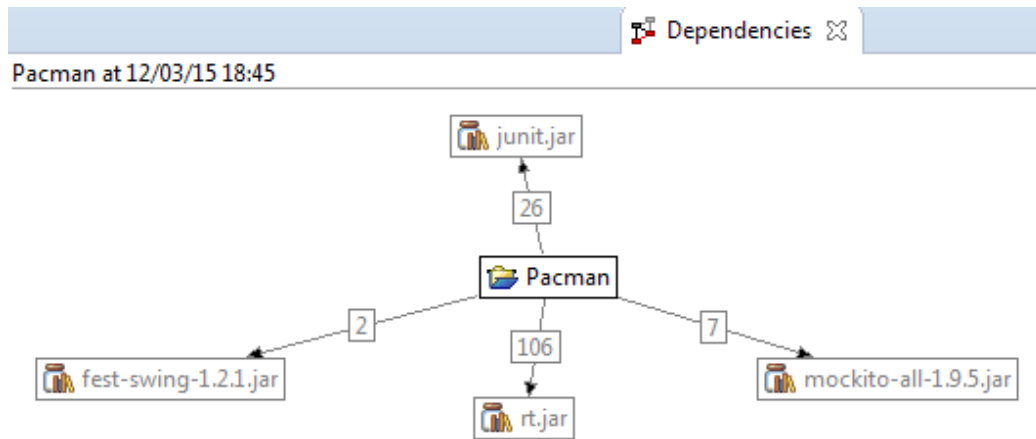 Dependencies
Pacman at 12/03/15 18:45
junit.jar
26
Pacman
2
7
106
fest-swing-1.2.1.jar
mockito-all-1.9.5.jar
rt.jar